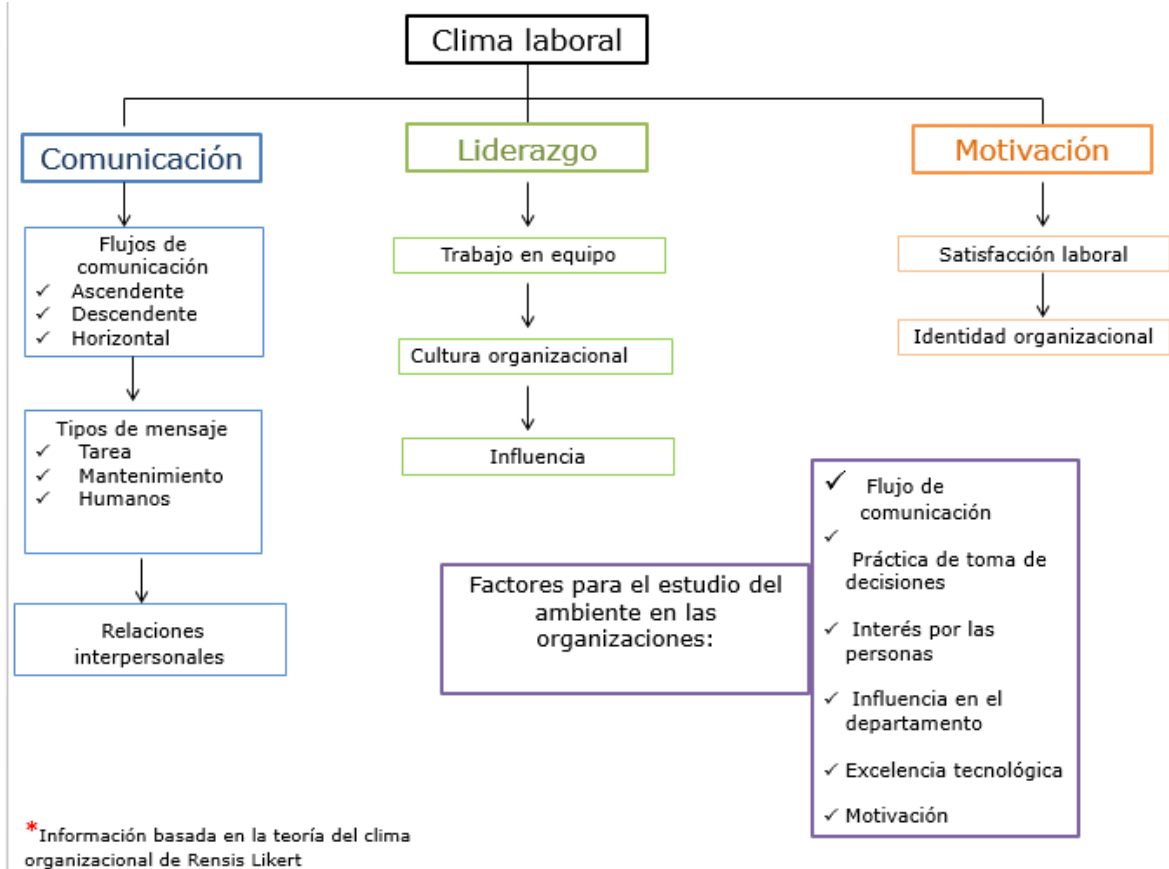 Clima laboral
Comunicación
Flujos de
comunicación
✓ Ascendente
✓ Descendente
✓ Horizontal
Tipos de mensaje
✓ Tarea
✓ Mantenimiento
✓ Humanos
Relaciones
interpersonales
Liderazgo
Trabajo en equipo
Cultura organizacional
Influencia
Motivación
Satisfacción laboral
Identidad organizacional
Factores para el estudio del
ambiente en las
organizaciones:
✓ Flujo de
comunicación
✓
Práctica de toma de
decisiones
✓ Interés por las
personas
✓ Influencia en el
departamento
✓ Excelencia tecnológica
✓ Motivación
*Información basada en la teoría del clima
organizacional de Rensis Likert